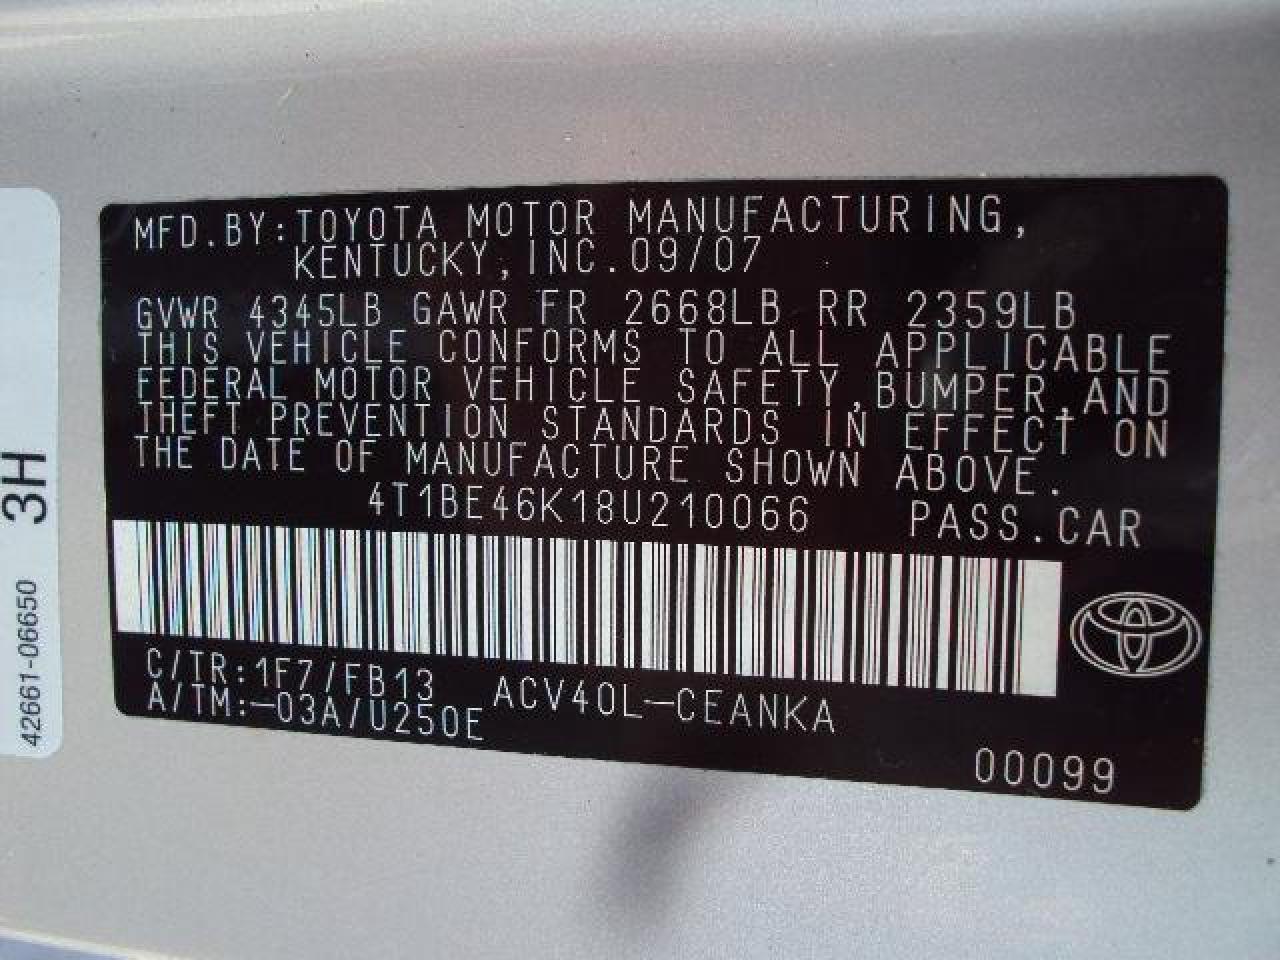 MFD.BY:TOYOTA MOTOR MANUFACTURING,
KENTUCKY,INC.09/07
GVWR 4345LB GAWR FR 2668LB RR 2359LB
THIS VEHICLE CONFORMS TO ALL APPLICABLE
FEDERAL MOTOR VEHICLE SAFETY,BUMPER,AND
THEFT PREVENTION STANDARDS IN EFFECT ON
THE DATE OF MANUFACTURE SHOWN ABOVE.
4T1BE46K18U210066 PASS.CAR
C/TR:1F7/FB13 ACV40L-CEANKA
A/TM:-03A/U250E
00099
42661-06650 3H